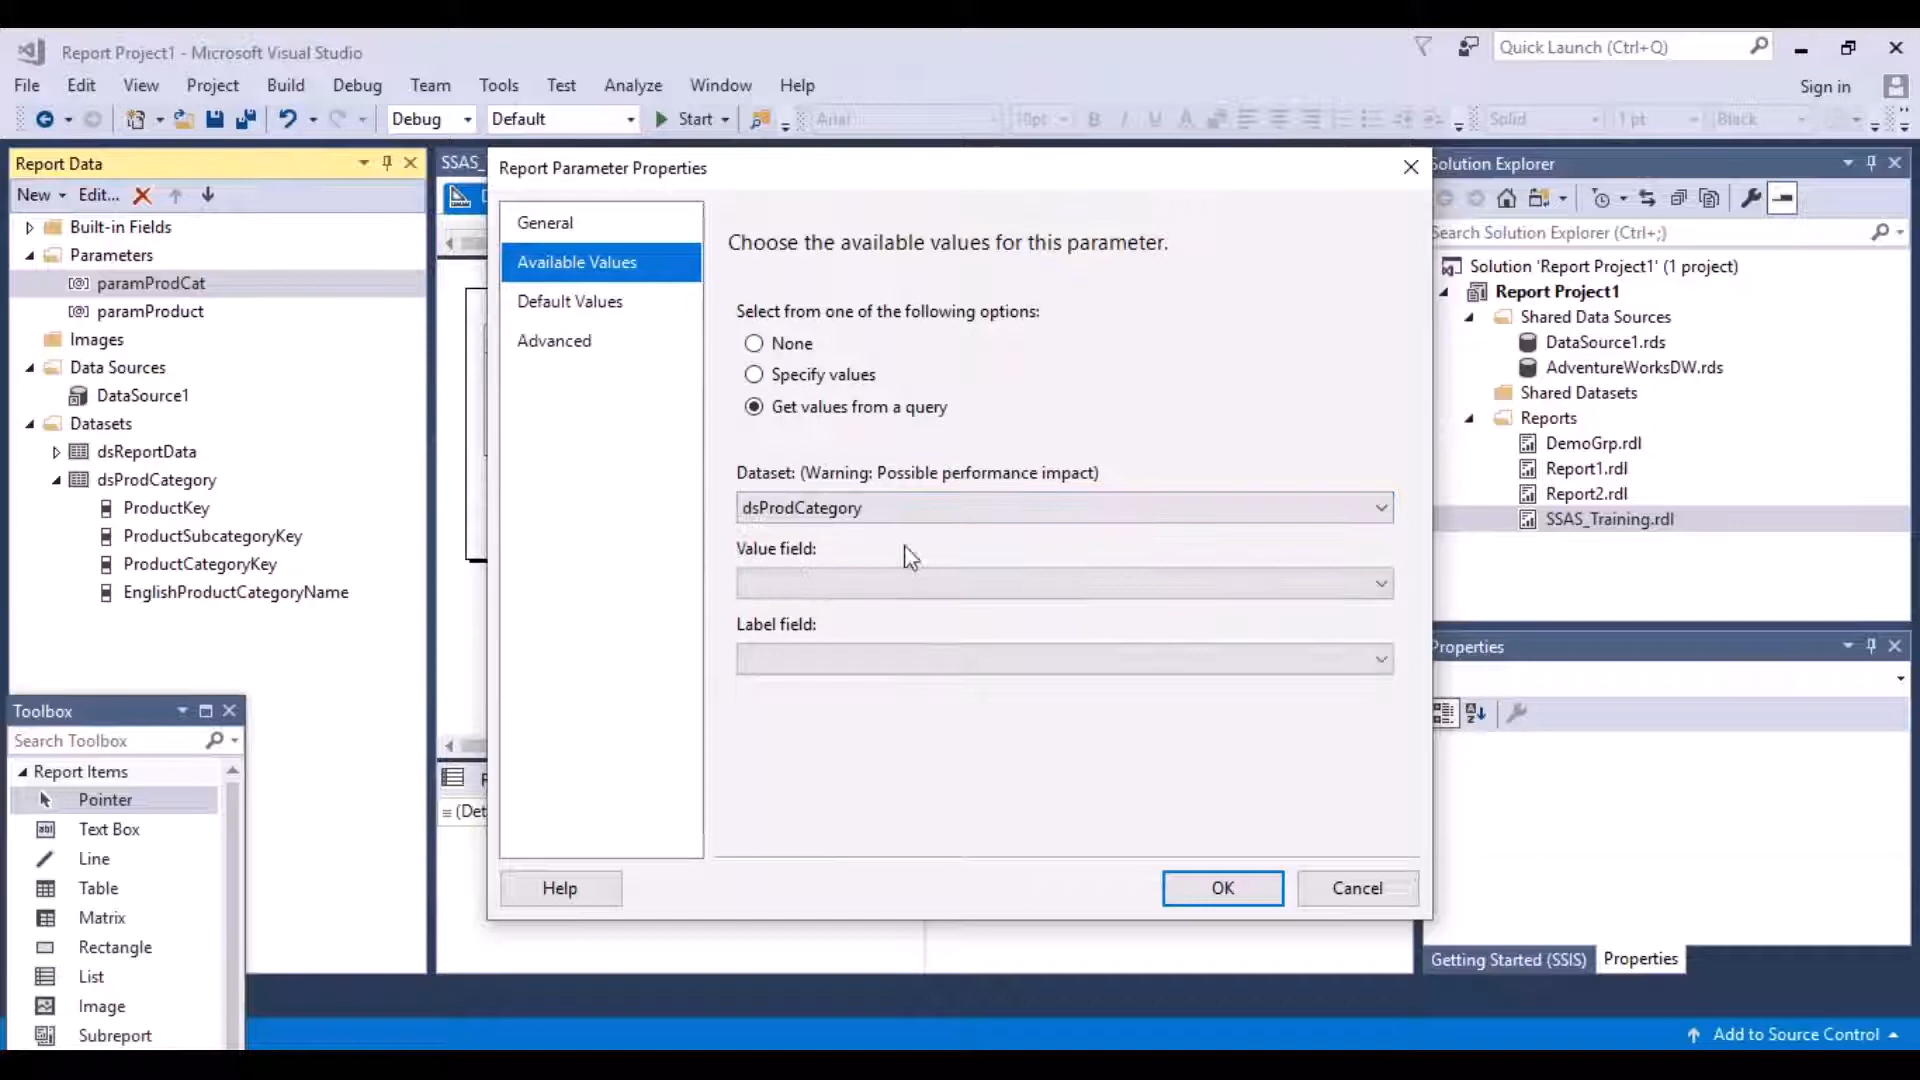 Report Project1 - Microsoft Visual Studio
Quick Launch (Ctrl+Q)
File Edit View Project Build Debug Team Tools Test Analyze Window Help
Sign in
Debug Default Start Arial 10pt B I U A Solid 1 pt Black
Report Data
New Edit...
Built-in Fields
Parameters
[@] paramProdCat
[@] paramProduct
Images
Data Sources
DataSource1
Datasets
dsReportData
dsProdCategory
ProductKey
ProductSubcategoryKey
ProductCategoryKey
EnglishProductCategoryName
Toolbox
Search Toolbox
Report Items
Pointer
Text Box
Line
Table
Matrix
Rectangle
List
Image
Subreport
SSAS_
(Det
Report Parameter Properties
General
Available Values
Default Values
Advanced
Choose the available values for this parameter.
Select from one of the following options:
None
Specify values
Get values from a query
Dataset: (Warning: Possible performance impact)
dsProdCategory
Value field:
Label field:
Help
OK
Cancel
Solution Explorer
Search Solution Explorer (Ctrl+;)
Solution 'Report Project1' (1 project)
Report Project1
Shared Data Sources
DataSource1.rds
AdventureWorksDW.rds
Shared Datasets
Reports
DemoGrp.rdl
Report1.rdl
Report2.rdl
SSAS_Training.rdl
Properties
Getting Started (SSIS) Properties
Add to Source Control